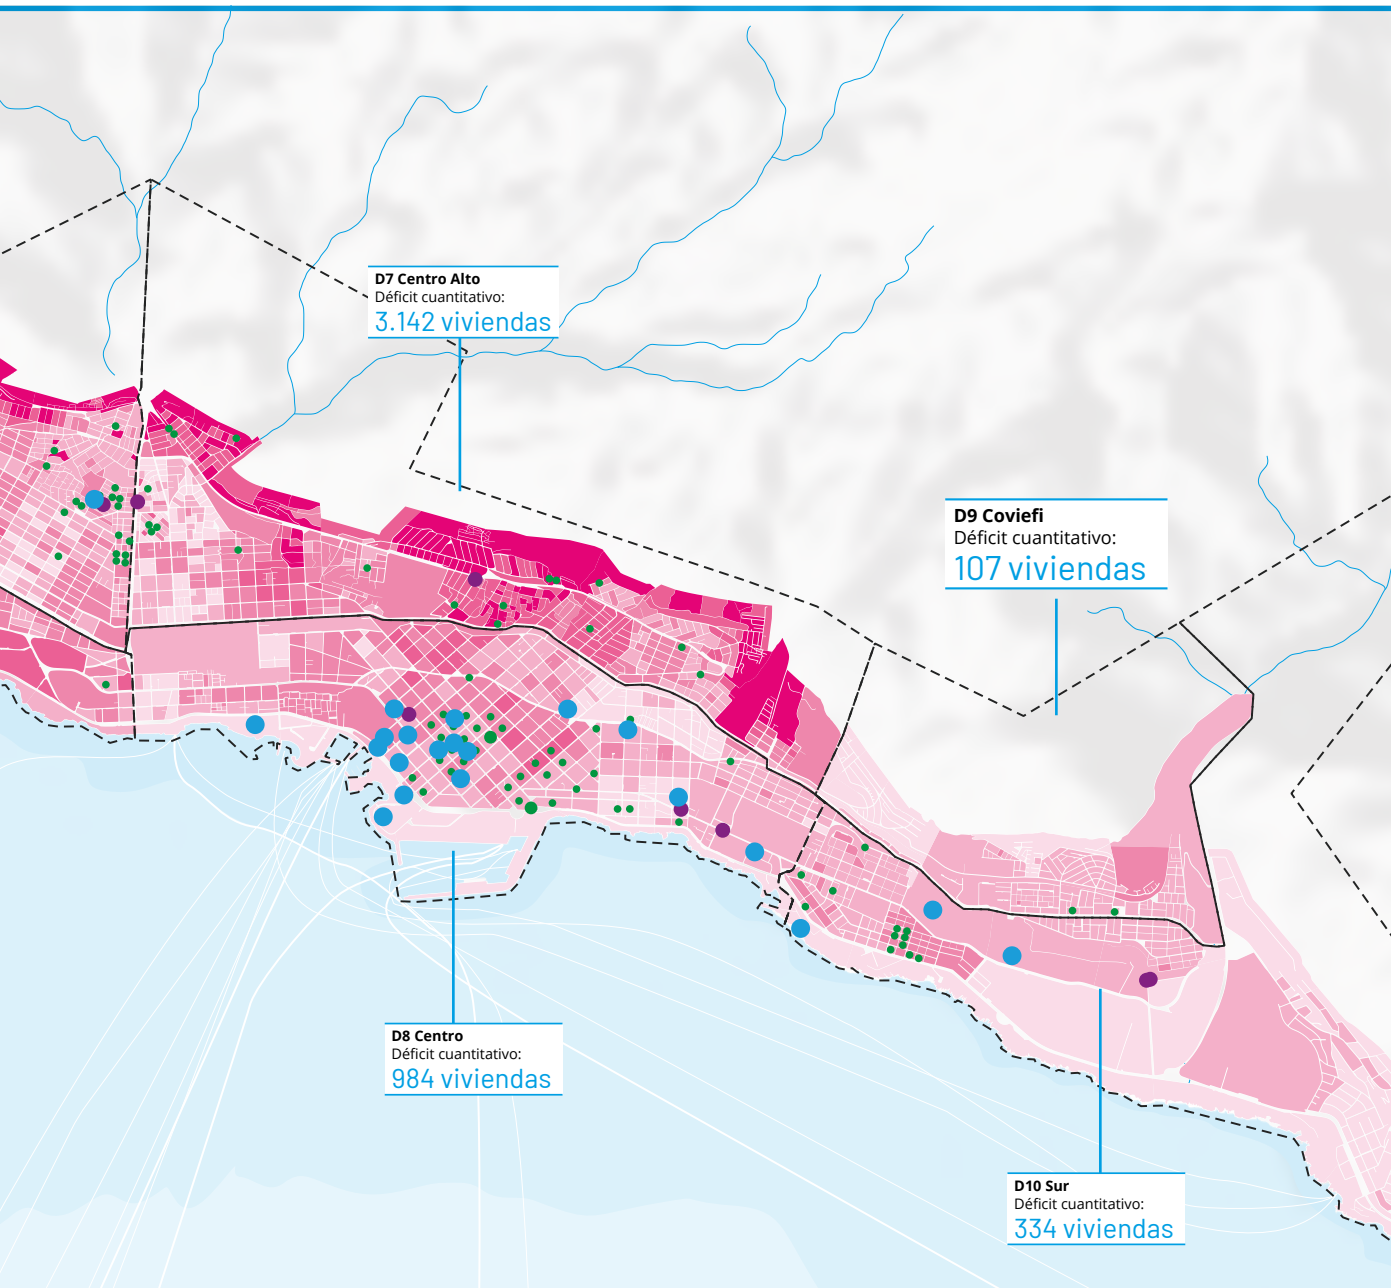 D7 Centro Alto
Déficit cuantitativo:
3.142 viviendas
D9 Coviefi
Déficit cuantitativo:
107 viviendas
D8 Centro
Déficit cuantitativo:
984 viviendas
D10 Sur
Déficit cuantitativo:
334 viviendas